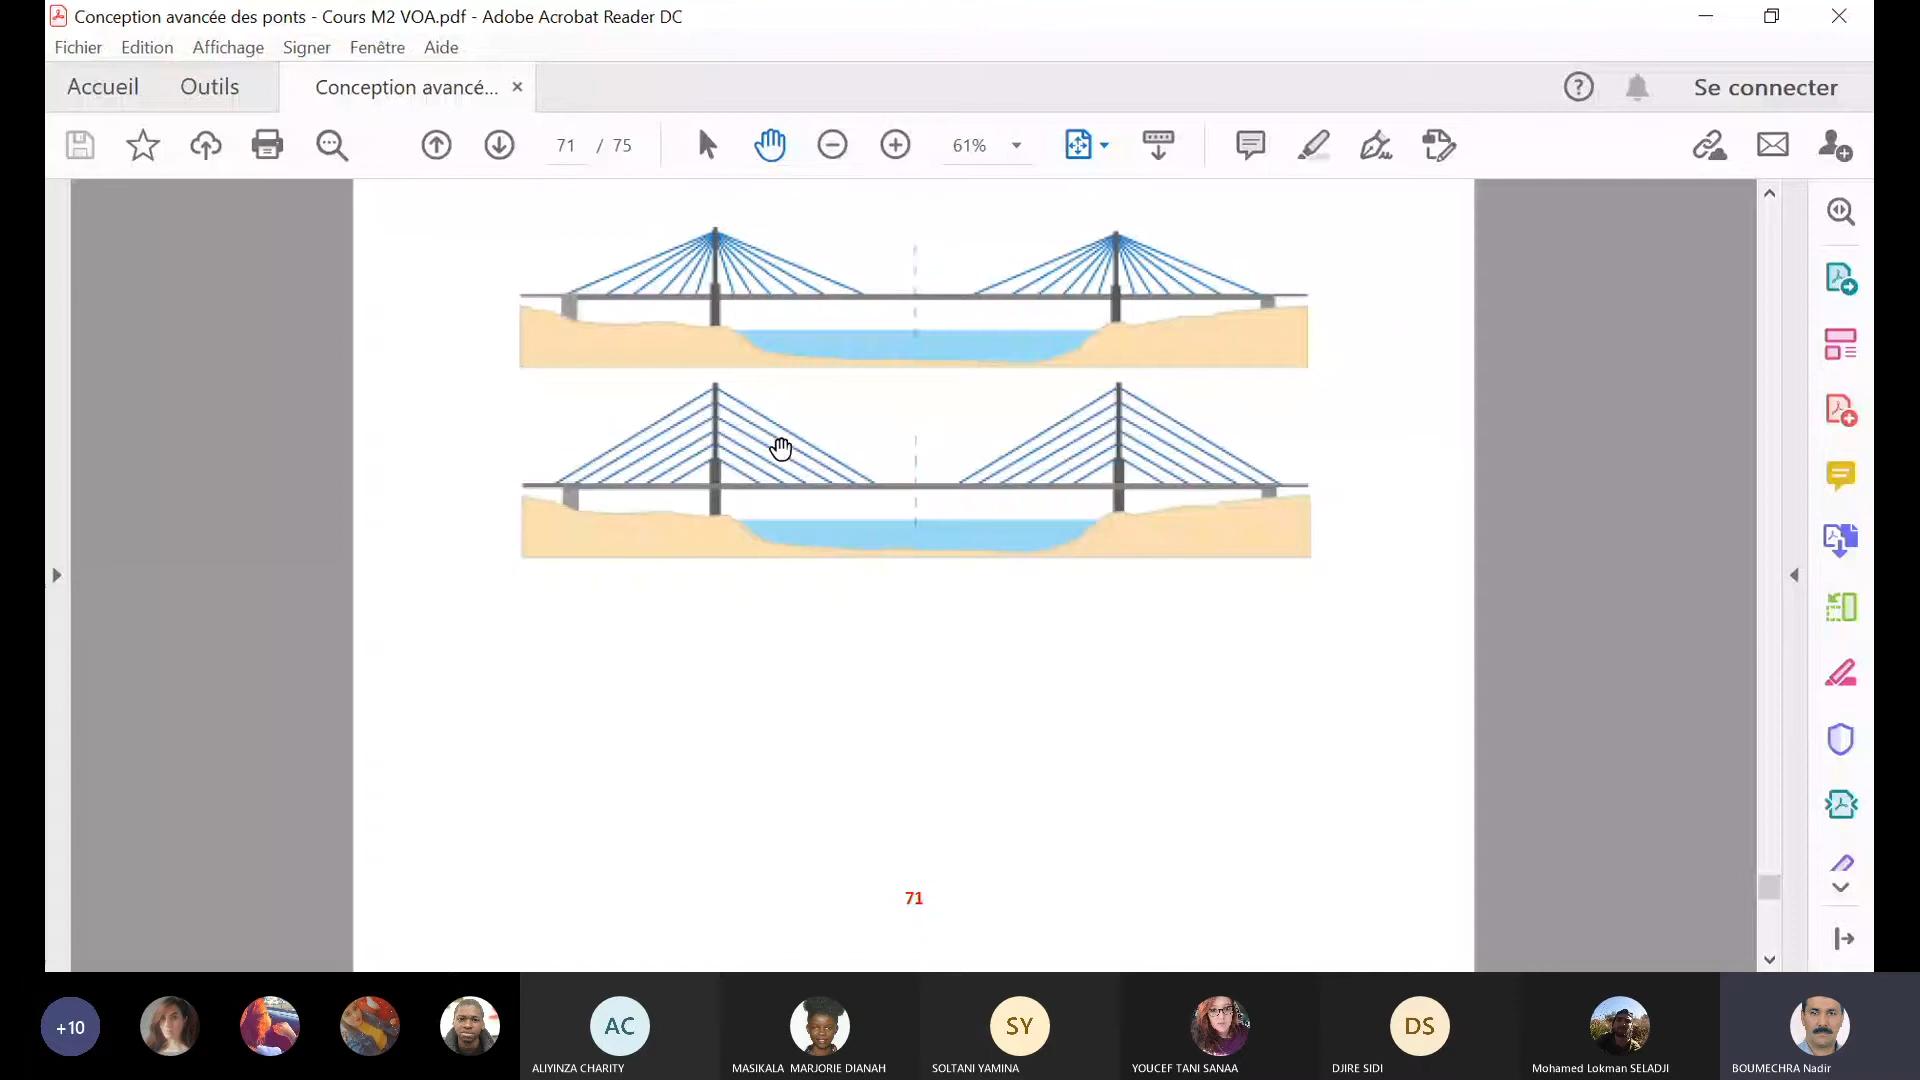 Conception avancée des ponts - Cours M2 VOA.pdf - Adobe Acrobat Reader DC
Fichier Edition Affichage Signer Fenêtre Aide
Accueil Outils Conception avancé... × ? Se connecter
71 / 75 61%
71
+10 AC SY DS
ALIYINZA CHARITY MASIKALA MARJORIE DIANAH SOLTANI YAMINA YOUCEF TANI SANAA DJIRE SIDI Mohamed Lokman SELADJI BOUMECHRA Nadir